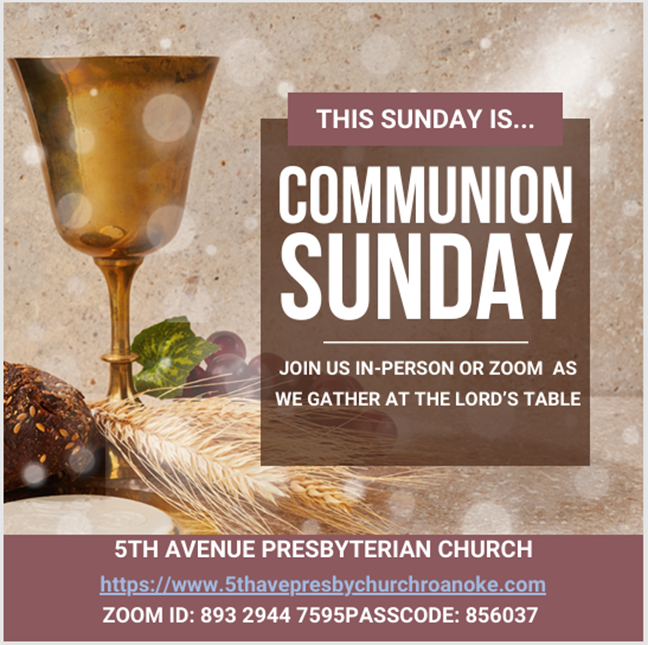 THIS SUNDAY IS...
COMMUNION
SUNDAY
JOIN US IN-PERSON OR ZOOM AS
WE GATHER AT THE LORD'S TABLE
5TH AVENUE PRESBYTERIAN CHURCH
https://www.5thavepresbychurchroanoke.com
ZOOM ID: 893 2944 7595PASSCODE: 856037